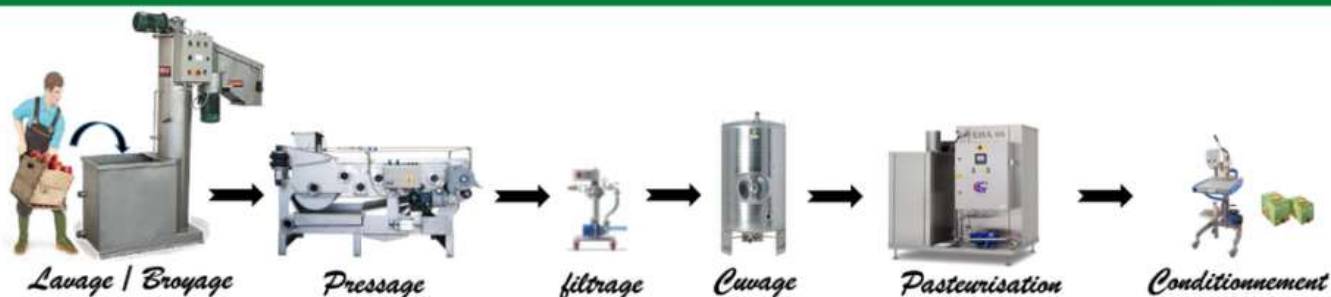 Lavage / Broyage
Pressage
filtrage
Cuvage
Pasteurisation
Conditionnement